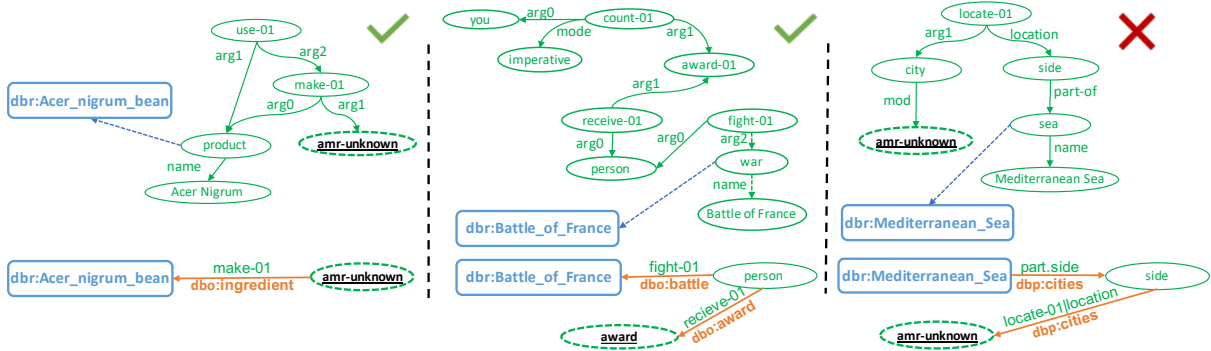 use-01
arg1
arg2
make-01
arg0
arg1
dbr:Acer_nigrum_bean
product
amr-unknown
name
Acer Nigrum
dbr:Acer_nigrum_bean
make-01
dbo:ingredient
amr-unknown
you
arg0
count-01
mode
arg1
imperative
award-01
arg1
receive-01
fight-01
arg0
arg0
arg2
person
war
name
Battle of France
dbr:Battle_of_France
dbr:Battle_of_France
fight-01
dbo:battle
person
recieve-01
dbo:award
award
locate-01
arg1
location
city
side
mod
part-of
amr-unknown
sea
name
Mediterranean Sea
dbr:Mediterranean_Sea
dbr:Mediterranean_Sea
part.side
dbp:cities
side
locate-01|location
dbp:cities
amr-unknown